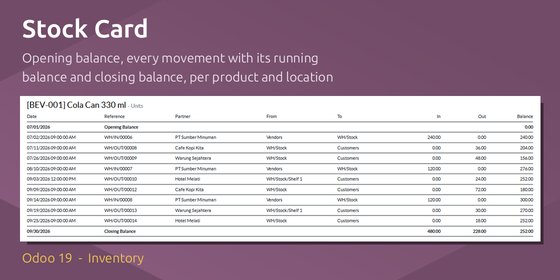 Stock Card
Opening balance, every movement with its running
balance and closing balance, per product and location
[BEV-001] Cola Can 330 ml - Units
Date Reference Partner From To In Out Balance
07/01/2026 Opening Balance 0.00
07/02/2026 09:00:00 AM WH/IN/00006 PT Sumber Minuman Vendors WH/Stock 240.00 0.00 240.00
07/11/2026 09:00:00 AM WH/OUT/00008 Cafe Kopi Kita WH/Stock Customers 0.00 36.00 204.00
07/26/2026 09:00:00 AM WH/OUT/00009 Warung Sejahtera WH/Stock Customers 0.00 48.00 156.00
08/10/2026 09:00:00 AM WH/IN/00007 PT Sumber Minuman Vendors WH/Stock 120.00 0.00 276.00
09/03/2026 12:00:00 PM WH/OUT/00010 Hotel Melati WH/Stock/Shelf 1 Customers 0.00 24.00 252.00
09/09/2026 09:00:00 AM WH/OUT/00012 Cafe Kopi Kita WH/Stock Customers 0.00 72.00 180.00
09/14/2026 09:00:00 AM WH/IN/00008 PT Sumber Minuman Vendors WH/Stock 120.00 0.00 300.00
09/19/2026 09:00:00 AM WH/OUT/00013 Warung Sejahtera WH/Stock/Shelf 1 Customers 0.00 30.00 270.00
09/25/2026 09:00:00 AM WH/OUT/00014 Hotel Melati WH/Stock Customers 0.00 18.00 252.00
09/30/2026 Closing Balance 480.00 228.00 252.00
Odoo 19 - Inventory